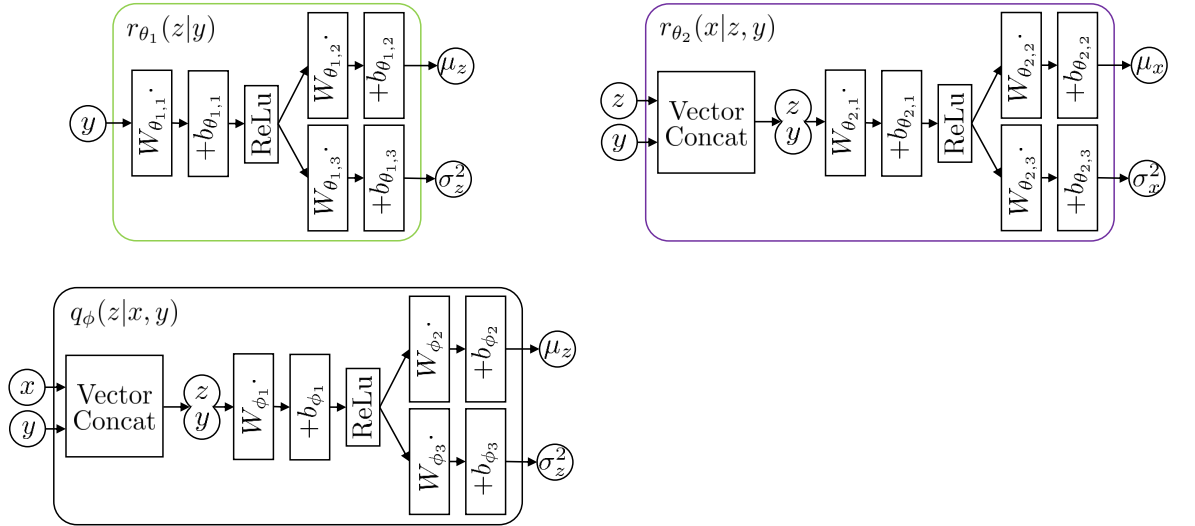 r_{θ_1}(z|y)
y
W_{θ_{1,1}}·
+b_{θ_{1,1}}
ReLu
W_{θ_{1,2}}·
+b_{θ_{1,2}}
μ_z
W_{θ_{1,3}}·
+b_{θ_{1,3}}
σ_z^2
r_{θ_2}(x|z, y)
z
y
Vector
Concat
z
y
W_{θ_{2,1}}·
+b_{θ_{2,1}}
ReLu
W_{θ_{2,2}}·
+b_{θ_{2,2}}
μ_x
W_{θ_{2,3}}·
+b_{θ_{2,3}}
σ_x^2
q_ϕ(z|x, y)
x
y
Vector
Concat
z
y
W_{ϕ_1}·
+b_{ϕ_1}
ReLu
W_{ϕ_2}·
+b_{ϕ_2}
μ_z
W_{ϕ_3}·
+b_{ϕ_3}
σ_z^2